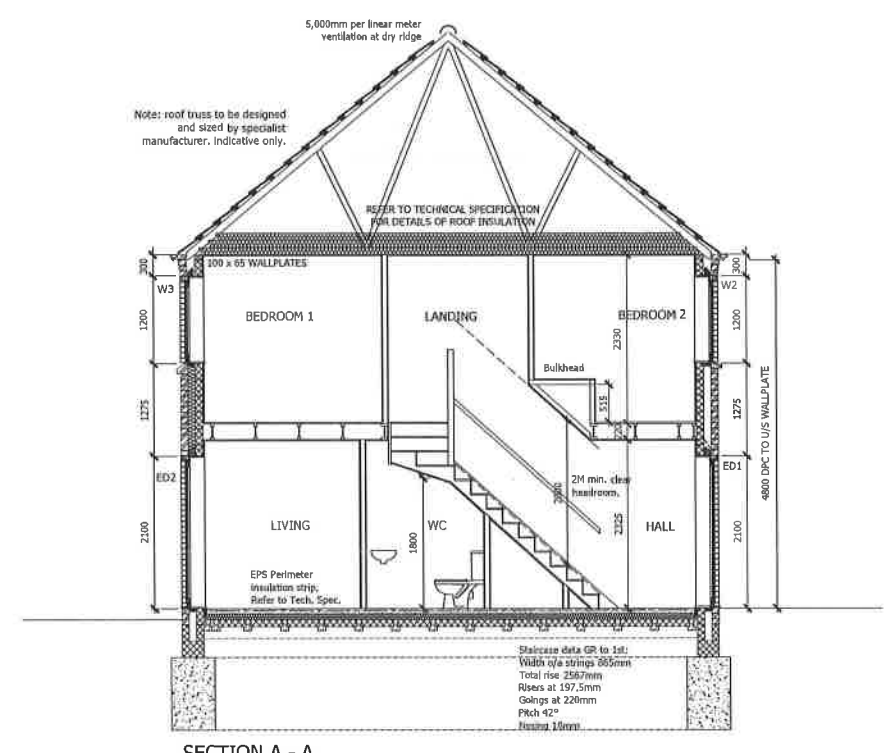 5,000mm per linear meter
ventilation at dry ridge
Note: roof truss to be designed
and sized by specialist
manufacturer. Indicative only.
REFER TO TECHNICAL SPECIFICATION
FOR DETAILS OF ROOF INSULATION
100 x 65 WALLPLATES
300
300
W3
W2
BEDROOM 1
LANDING
BEDROOM 2
1200
1200
2330
Bulkhead
515
1275
1275
4800 DPC TO U/S WALLPLATE
ED2
ED1
2M min. clear
headroom.
2000
2325
2100
2100
LIVING
WC
HALL
1800
EPS Perimeter
insulation strip.
Refer to Tech. Spec.
Staircase data GR to 1st:
Width o/a strings 865mm
Total rise 2567mm
Risers at 197.5mm
Goings at 220mm
Pitch 42°
Nosing 16mm
SECTION A - A